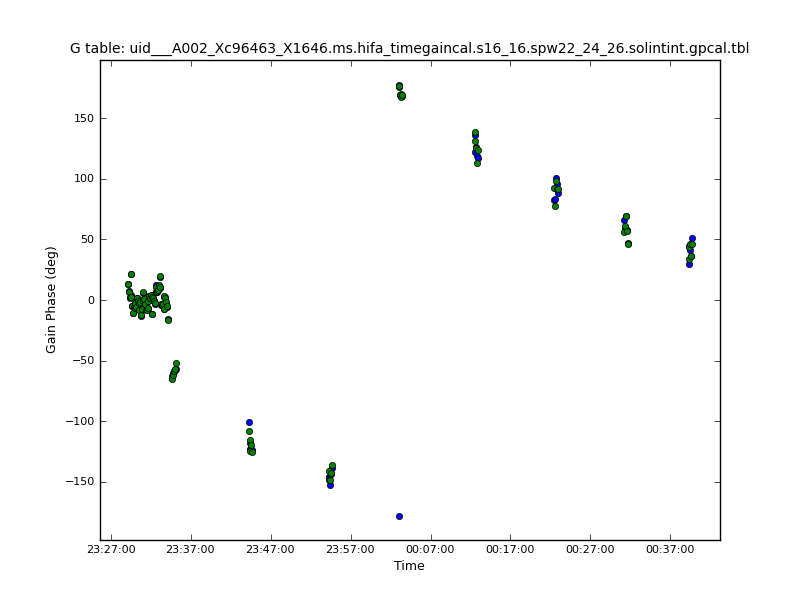 G table: uid___A002_Xc96463_X1646.ms.hifa_timegaincal.s16_16.spw22_24_26.solintint.gpcal.tbl
150
100
50
0
−50
−100
−150
Gain Phase (deg)
23:27:00 23:37:00 23:47:00 23:57:00 00:07:00 00:17:00 00:27:00 00:37:00
Time